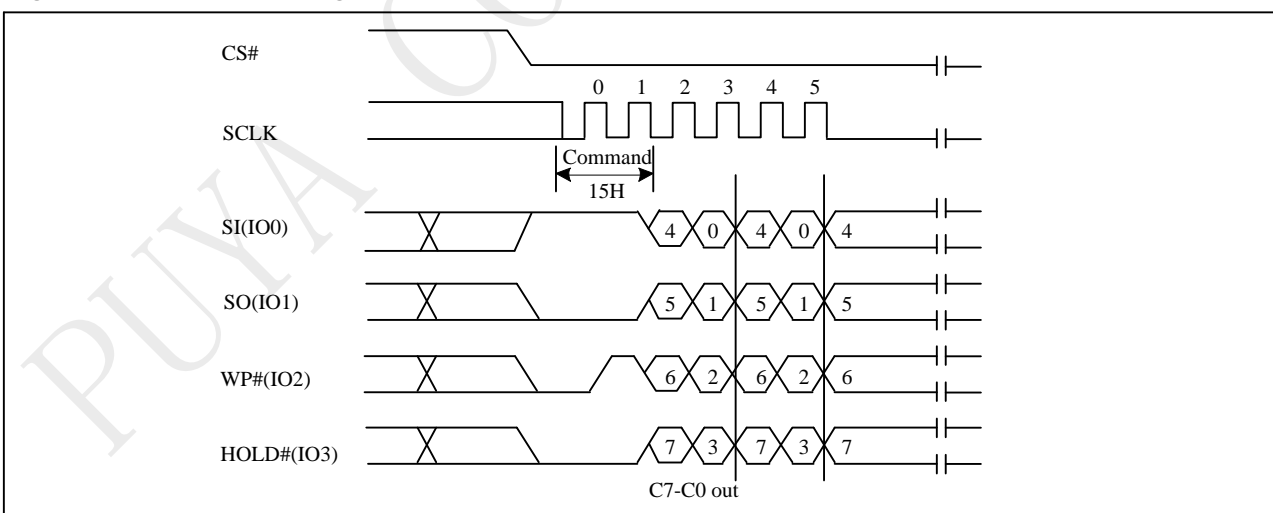 CS#
0 1 2 3 4 5
SCLK
Command
15H
SI(IO0) 4 0 4 0 4
SO(IO1) 5 1 5 1 5
WP#(IO2) 6 2 6 2 6
HOLD#(IO3) 7 3 7 3 7
C7-C0 out
PUYA